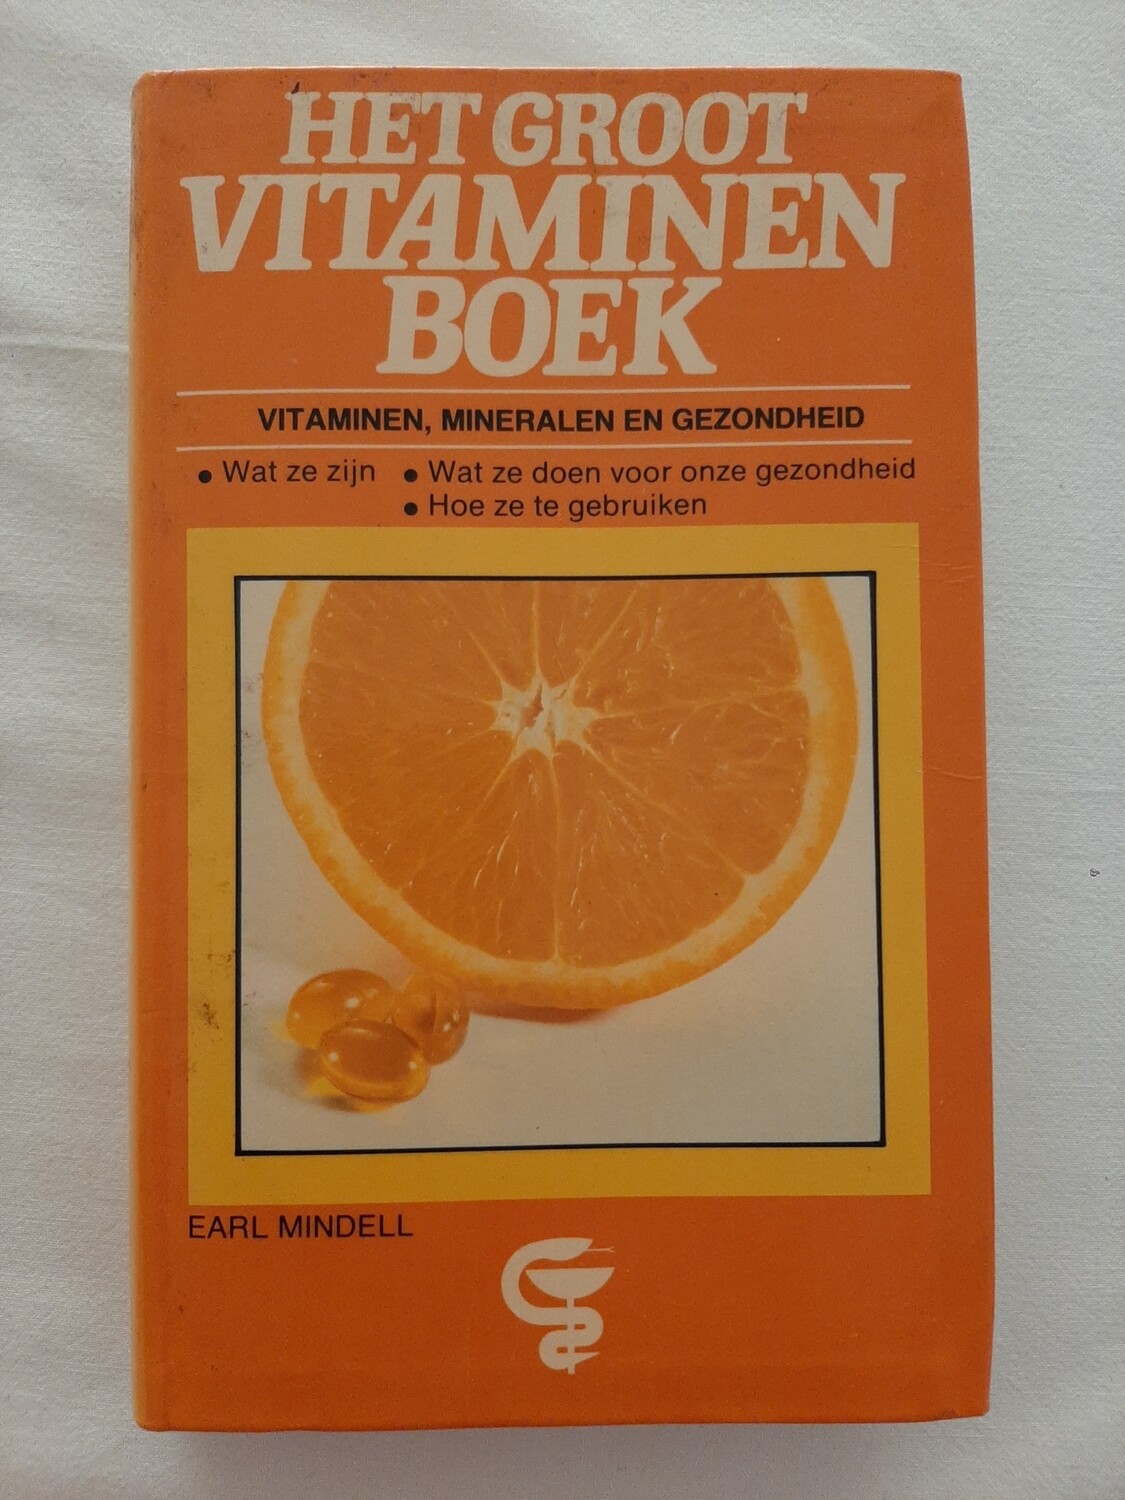 HET GROOT
VITAMINEN
BOEK
VITAMINEN, MINERALEN EN GEZONDHEID
• Wat ze zijn • Wat ze doen voor onze gezondheid
• Hoe ze te gebruiken
EARL MINDELL